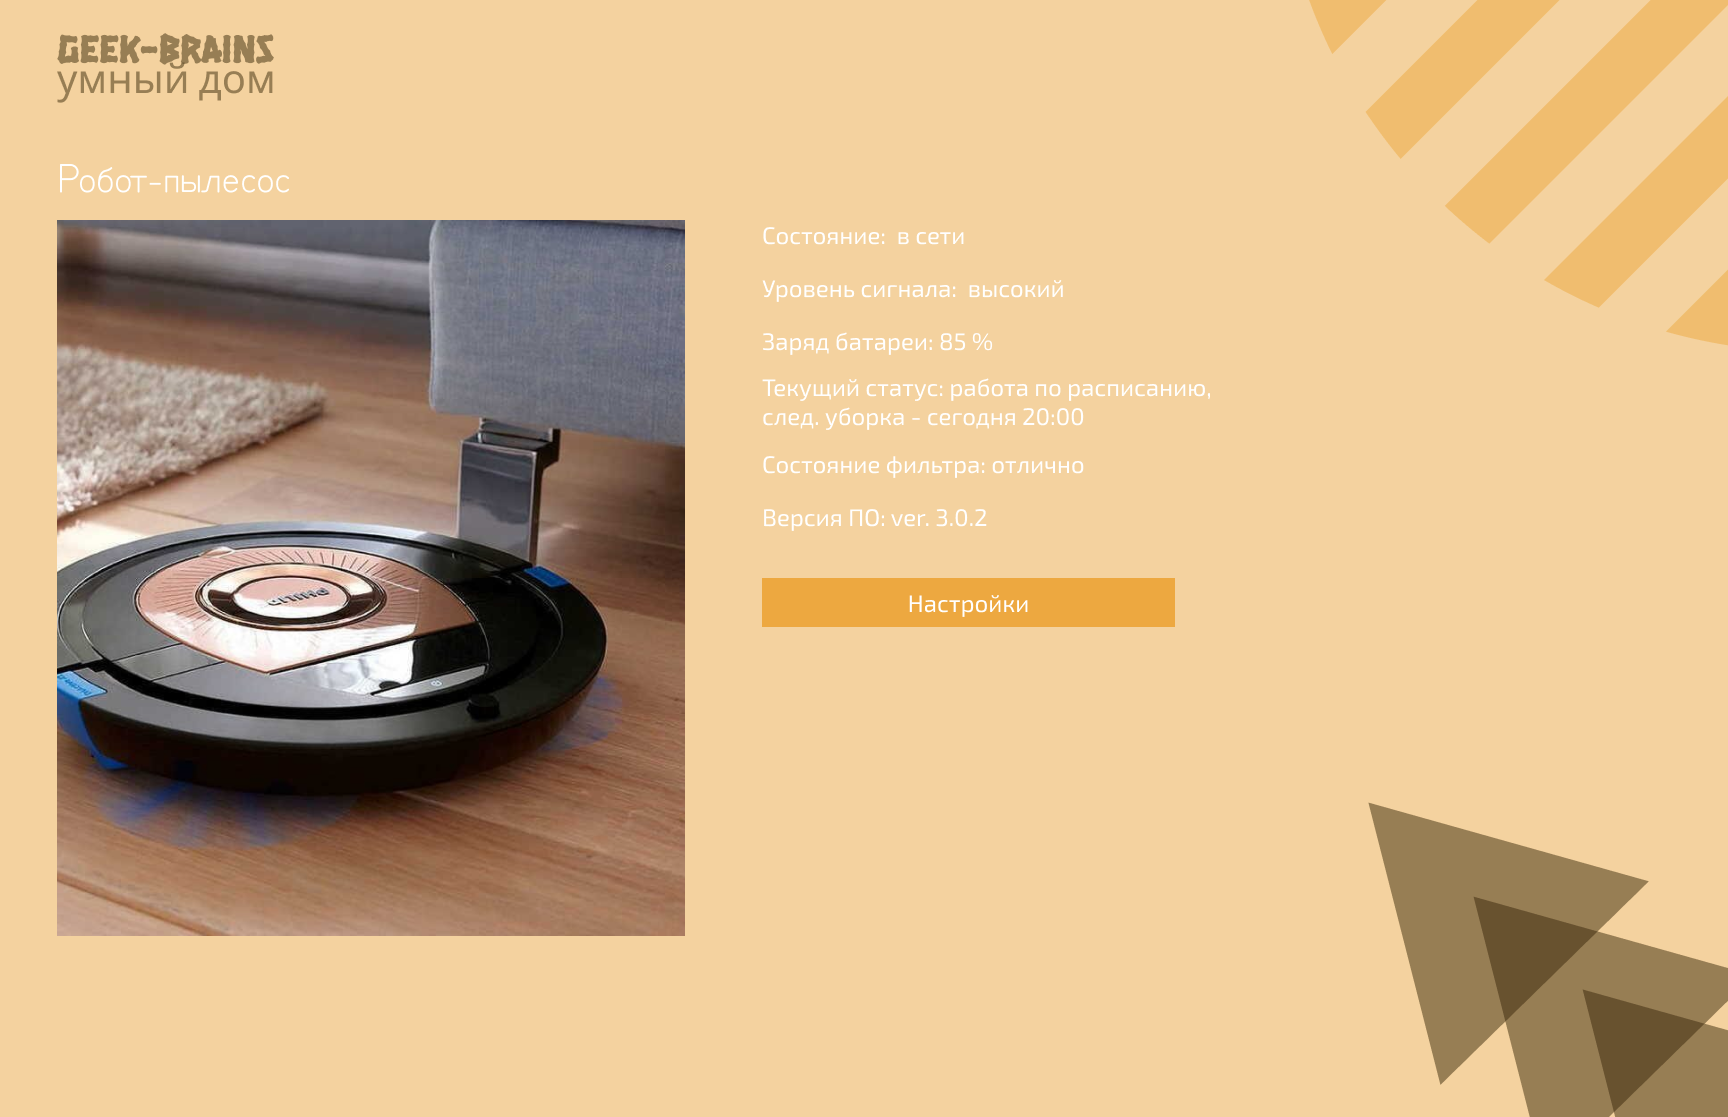 GEEK-BRAINS
умный дом
Робот-пылесос
Состояние: в сети
Уровень сигнала: высокий
Заряд батареи: 85 %
Текущий статус: работа по расписанию,
след. уборка - сегодня 20:00
Состояние фильтра: отлично
Версия ПО: ver. 3.0.2
Настройки
PHILIPS